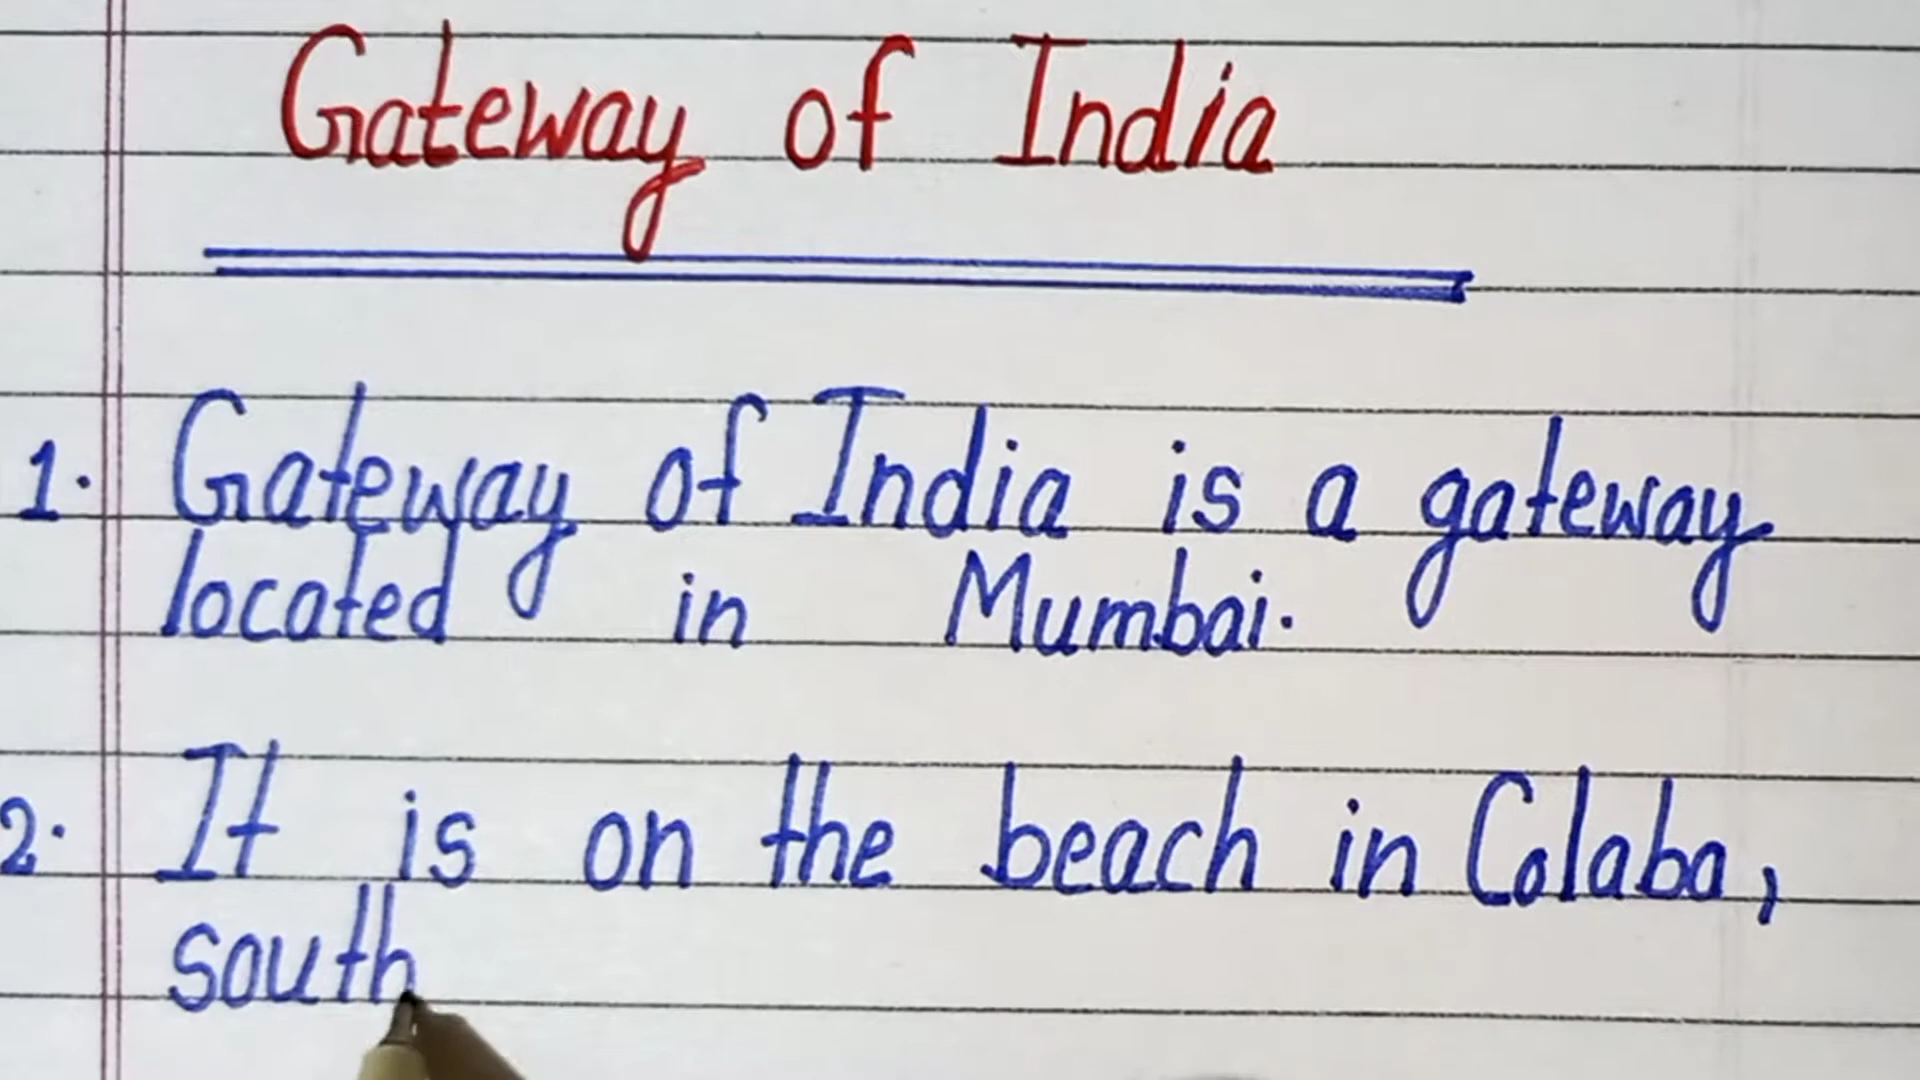 Gateway of India
1. Gateway of India is a gateway
located in Mumbai.
2. It is on the beach in Colaba,
south